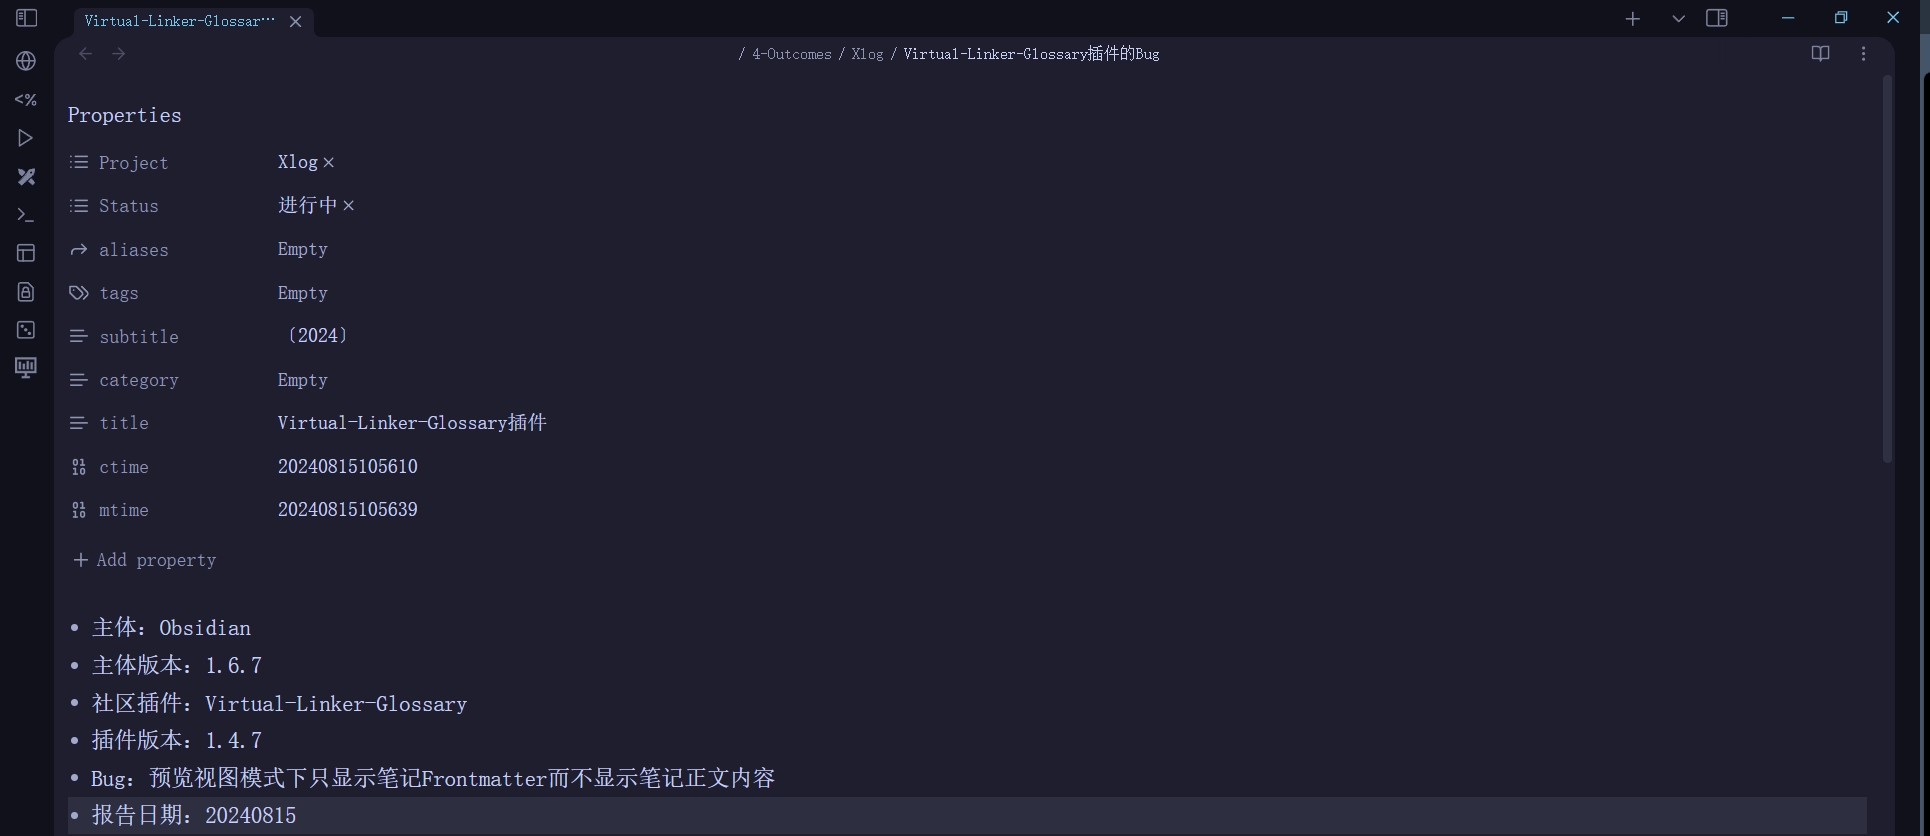 Virtual-Linker-Glossar…
/ 4-Outcomes / Xlog / Virtual-Linker-Glossary插件的Bug
Properties
Project Xlog
Status 进行中
aliases Empty
tags Empty
subtitle 〔2024〕
category Empty
title Virtual-Linker-Glossary插件
ctime 20240815105610
mtime 20240815105639
+ Add property
• 主体：Obsidian
• 主体版本：1.6.7
• 社区插件：Virtual-Linker-Glossary
• 插件版本：1.4.7
• Bug：预览视图模式下只显示笔记Frontmatter而不显示笔记正文内容
• 报告日期：20240815